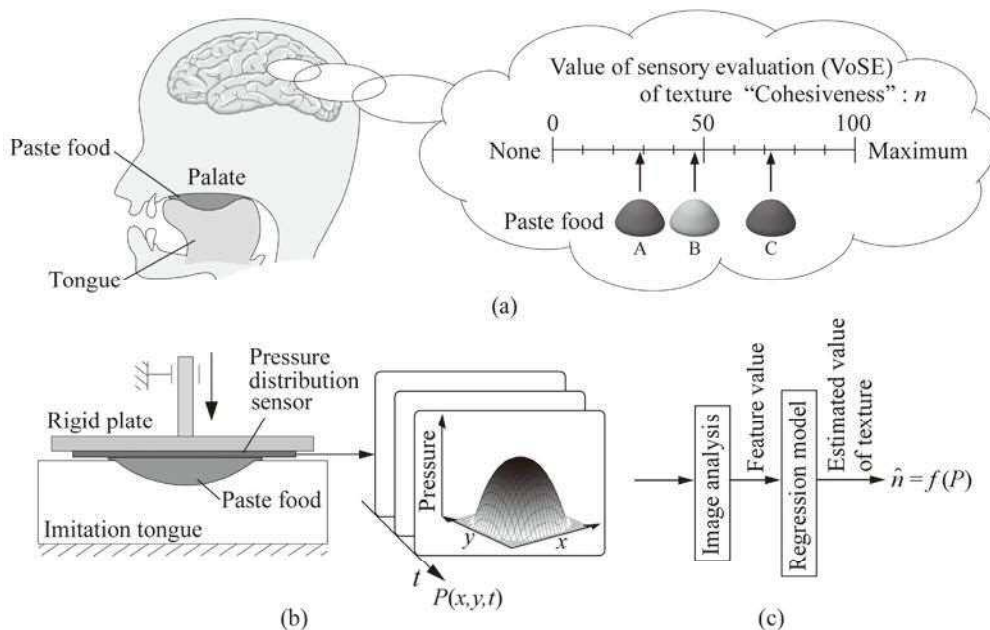 Value of sensory evaluation (VoSE)
of texture “Cohesiveness” : n
0 50 100
None Maximum
Paste food
Palate
Paste food
A B C
Tongue
(a)
Pressure
distribution
sensor
Rigid plate
Paste food
Imitation tongue
Pressure
y
x
t
P(x,y,t)
Image analysis
Feature value
Regression model
Estimated value
of texture
n̂ = f(P)
(b)
(c)